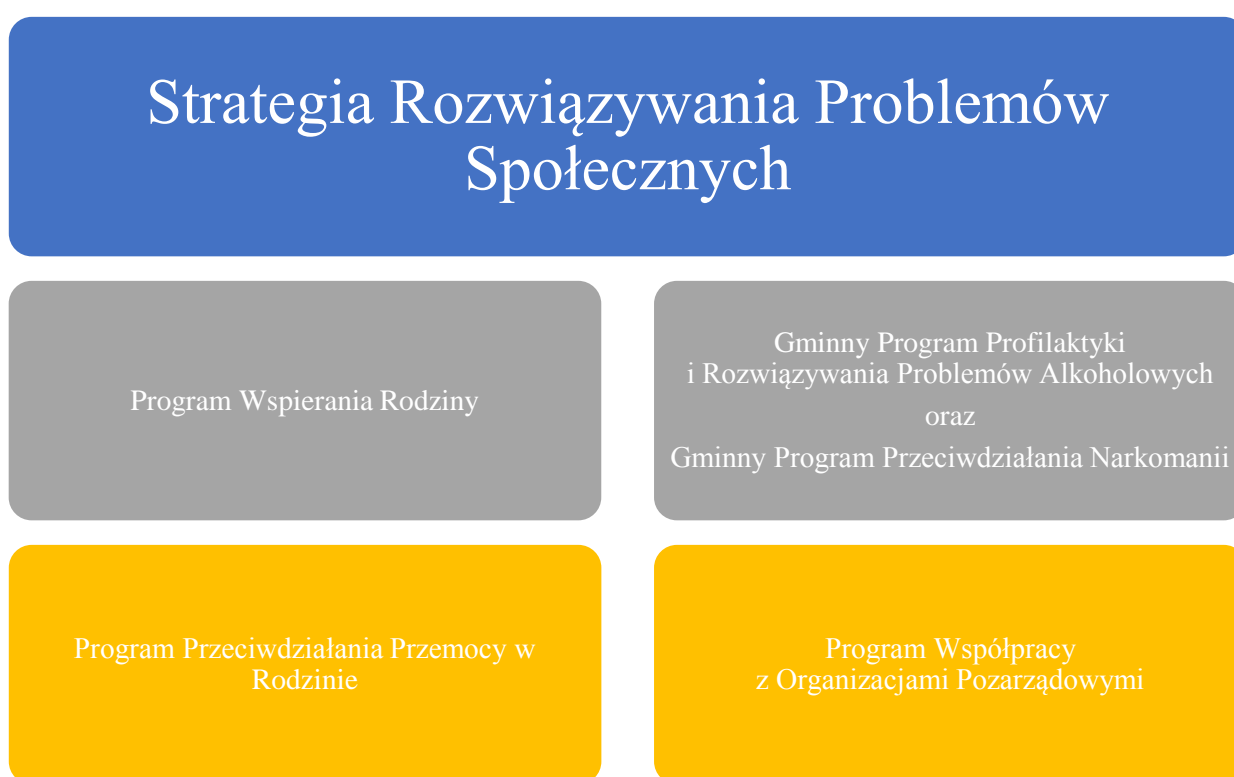 Strategia Rozwiązywania Problemów
Społecznych
Program Wspierania Rodziny
Gminny Program Profilaktyki
i Rozwiązywania Problemów Alkoholowych
oraz
Gminny Program Przeciwdziałania Narkomanii
Program Przeciwdziałania Przemocy w
Rodzinie
Program Współpracy
z Organizacjami Pozarządowymi